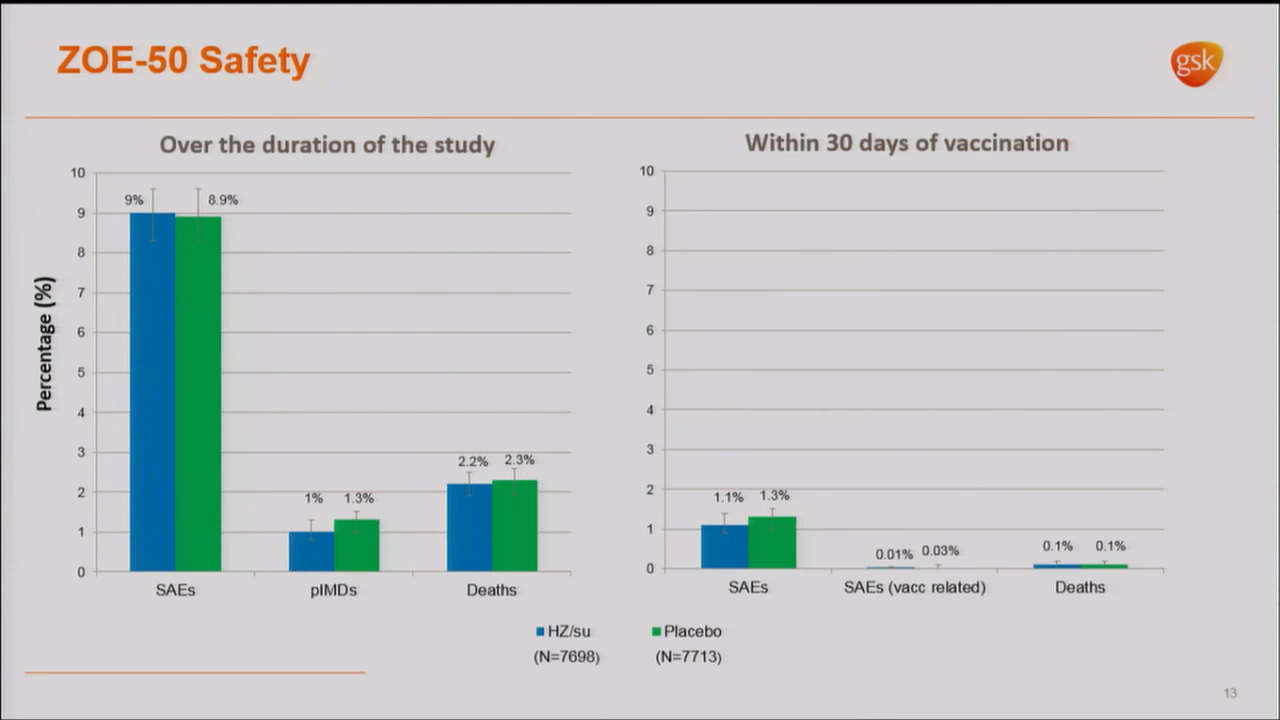 ZOE-50 Safety
gsk
Over the duration of the study
Percentage (%)
10
9
8
7
6
5
4
3
2
1
0
9%
8.9%
1%
1.3%
2.2%
2.3%
SAEs
pIMDs
Deaths
Within 30 days of vaccination
10
9
8
7
6
5
4
3
2
1
0
1.1%
1.3%
0.01%
0.03%
0.1%
0.1%
SAEs
SAEs (vacc related)
Deaths
HZ/su
Placebo
(N=7698)
(N=7713)
13